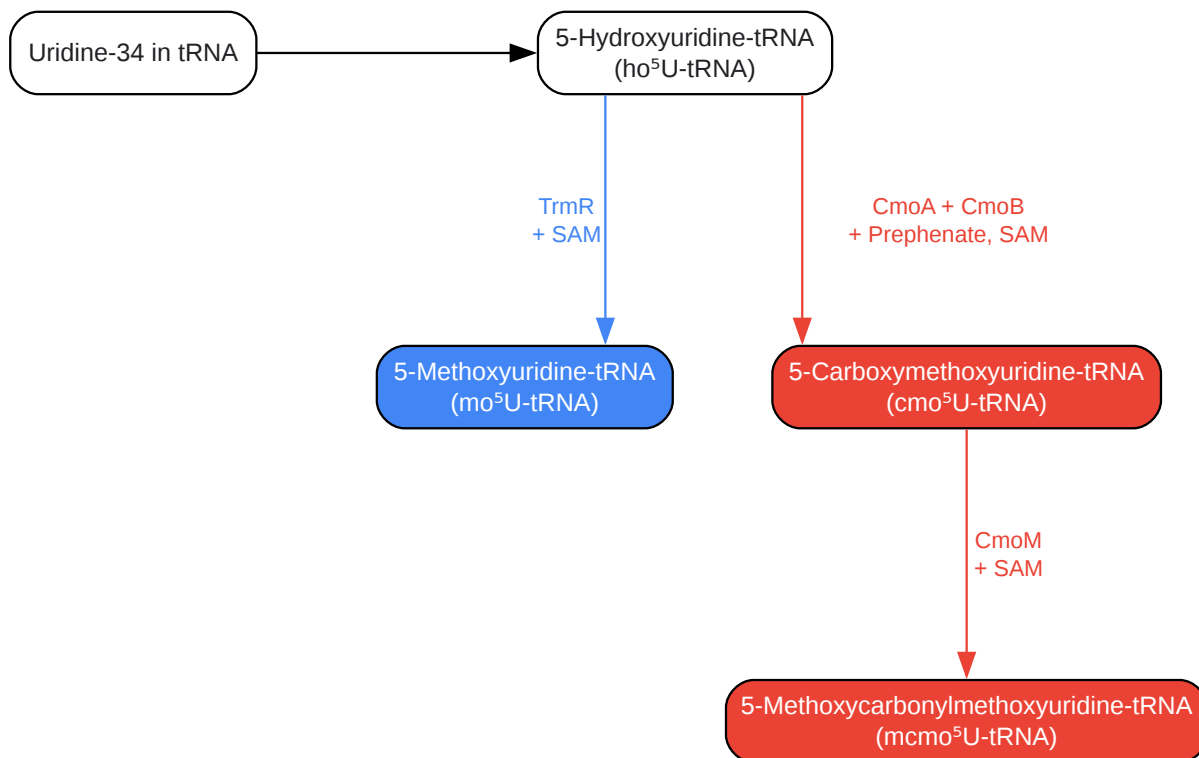 Uridine-34 in tRNA
5-Hydroxyuridine-tRNA
(ho⁵U-tRNA)
TrmR
+ SAM
CmoA + CmoB
+ Prephenate, SAM
5-Methoxyuridine-tRNA
(mo⁵U-tRNA)
5-Carboxymethoxyuridine-tRNA
(cmo⁵U-tRNA)
CmoM
+ SAM
5-Methoxycarbonylmethoxyuridine-tRNA
(mcmo⁵U-tRNA)